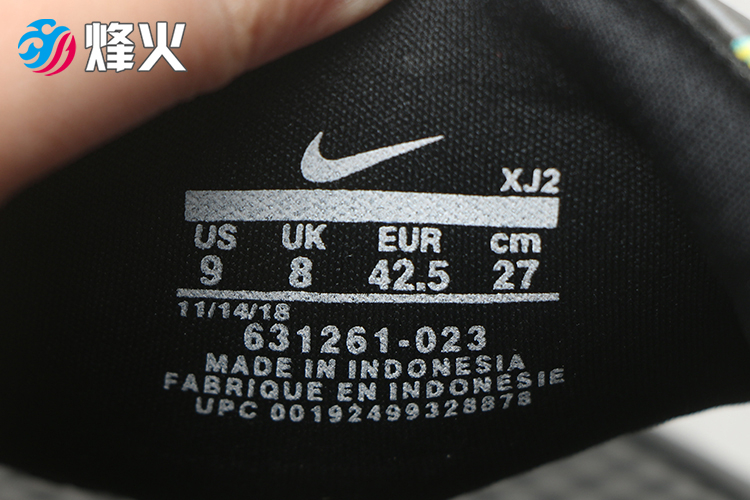 烽火
XJ2
US UK EUR cm
9 8 42.5 27
11/14/18
631261-023
MADE IN INDONESIA
FABRIQUE EN INDONÉSIE
UPC 00192499328878